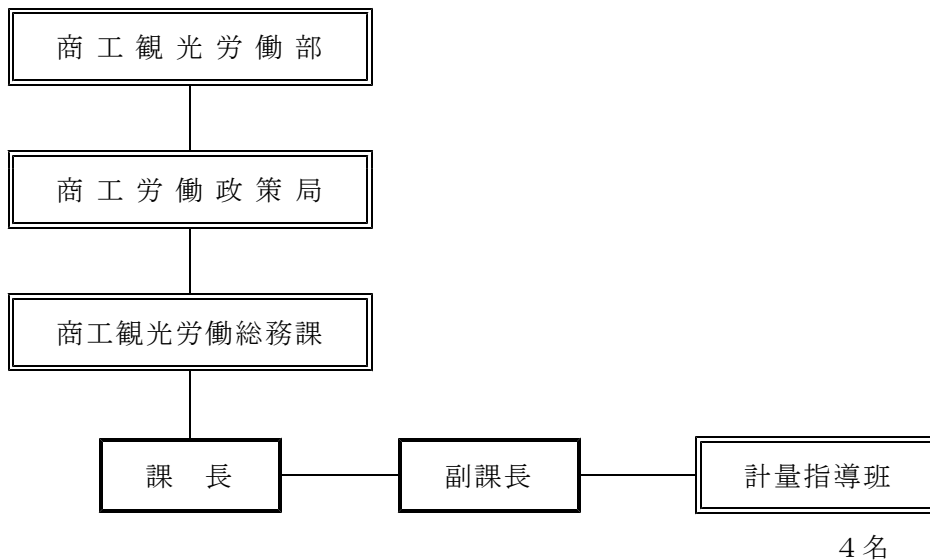 商工観光労働部
商工労働政策局
商工観光労働総務課
課　長
副課長
計量指導班
４名